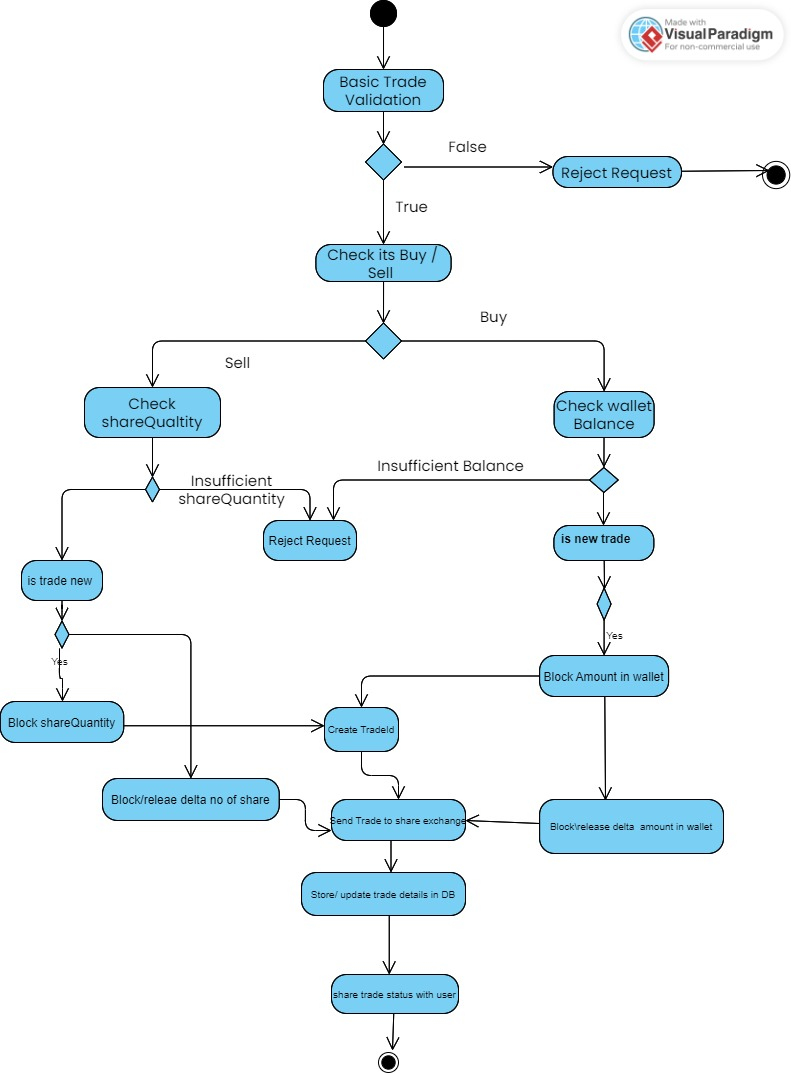 Made with
VisualParadigm
For non-commercial use
Basic Trade
Validation
False
Reject Request
True
Check its Buy /
Sell
Buy
Sell
Check
shareQualtity
Check wallet
Balance
Insufficient Balance
Insufficient
shareQuantity
Reject Request
is new trade
is trade new
Yes
Yes
Block Amount in wallet
Block shareQuantity
Create TradeId
Block/releae delta no of share
Send Trade to share exchange
Block\release delta amount in wallet
Store/ update trade details in DB
share trade status with user